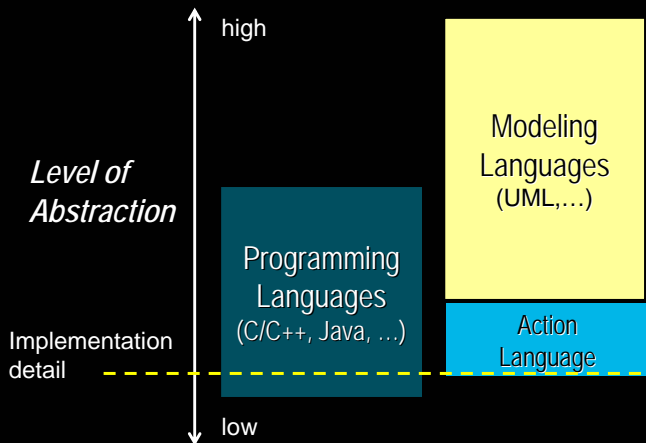 high
Level of
Abstraction
Modeling
Languages
(UML,...)
Programming
Languages
(C/C++, Java, ...)
Action
Language
Implementation
detail
low